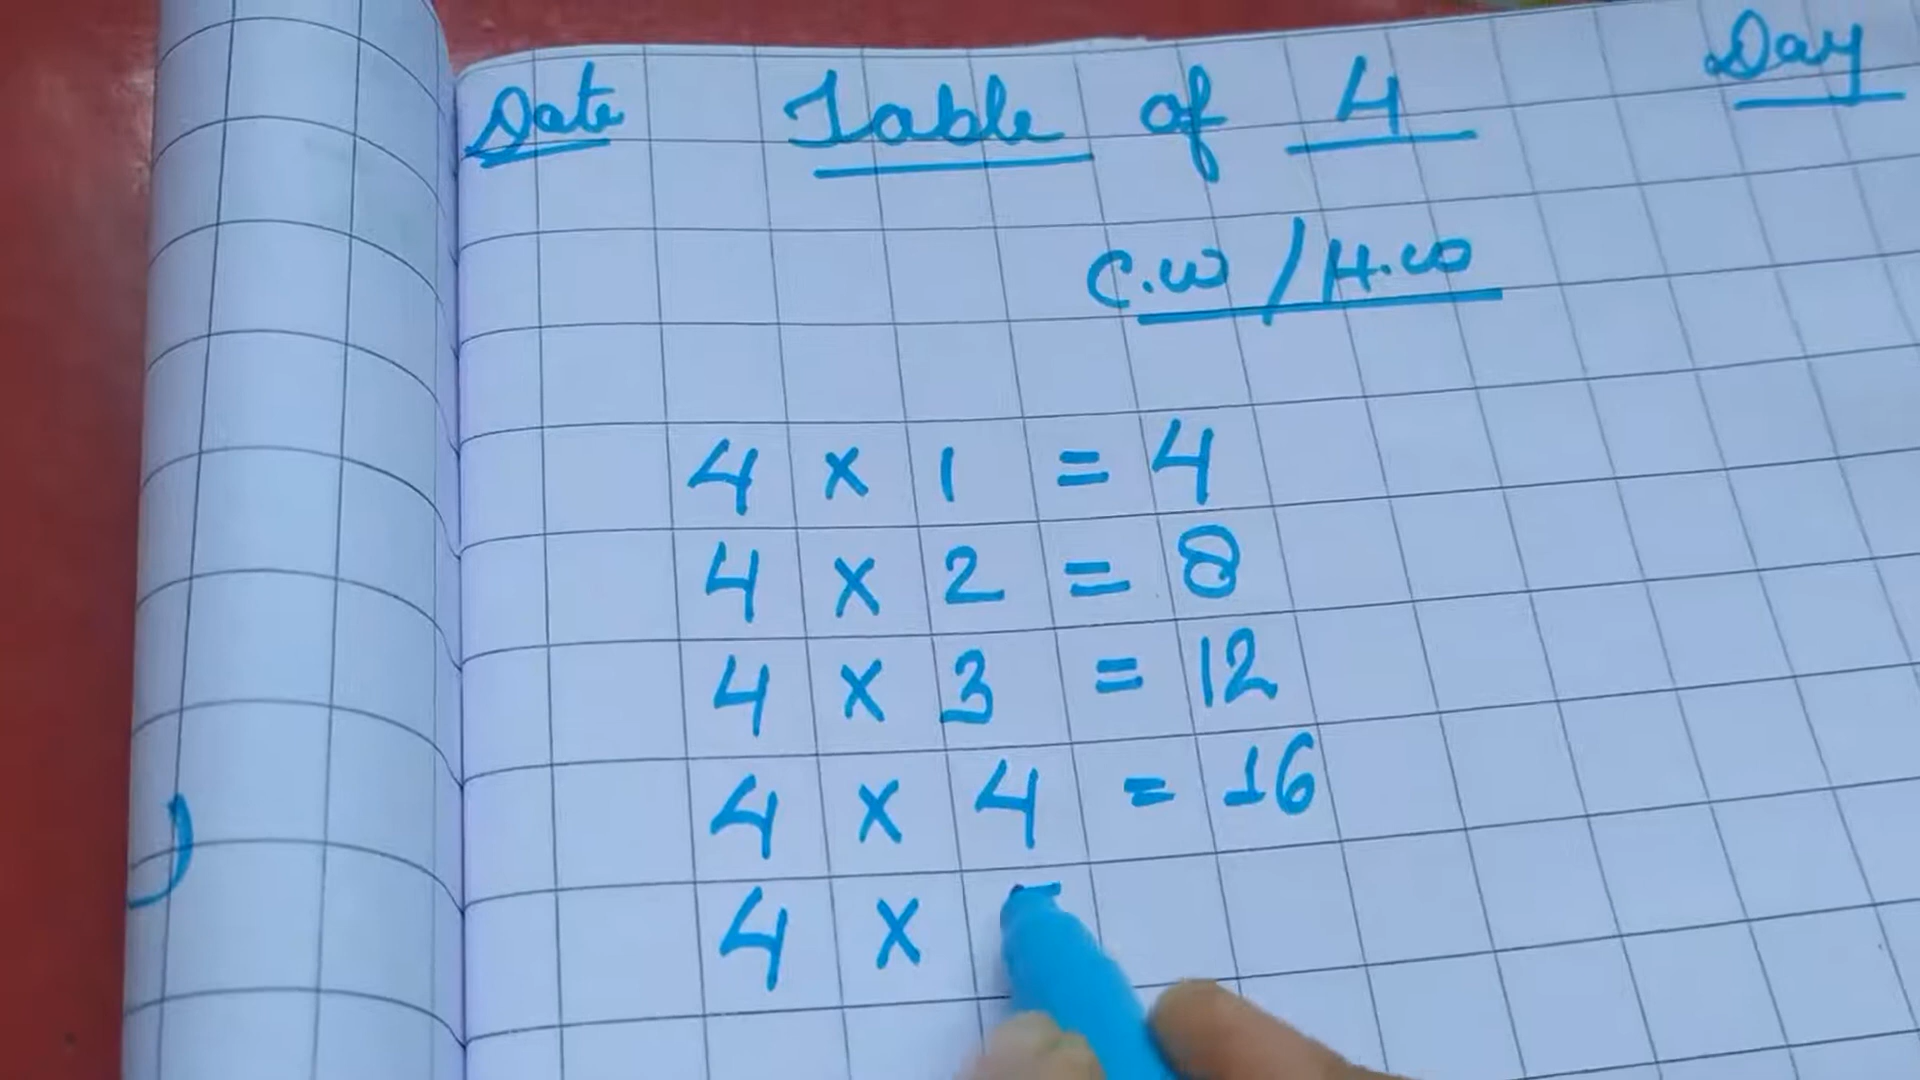 Date Table of 4 Day
C.W / H.W
4 × 1 = 4
4 × 2 = 8
4 × 3 = 12
4 × 4 = 16
4 ×